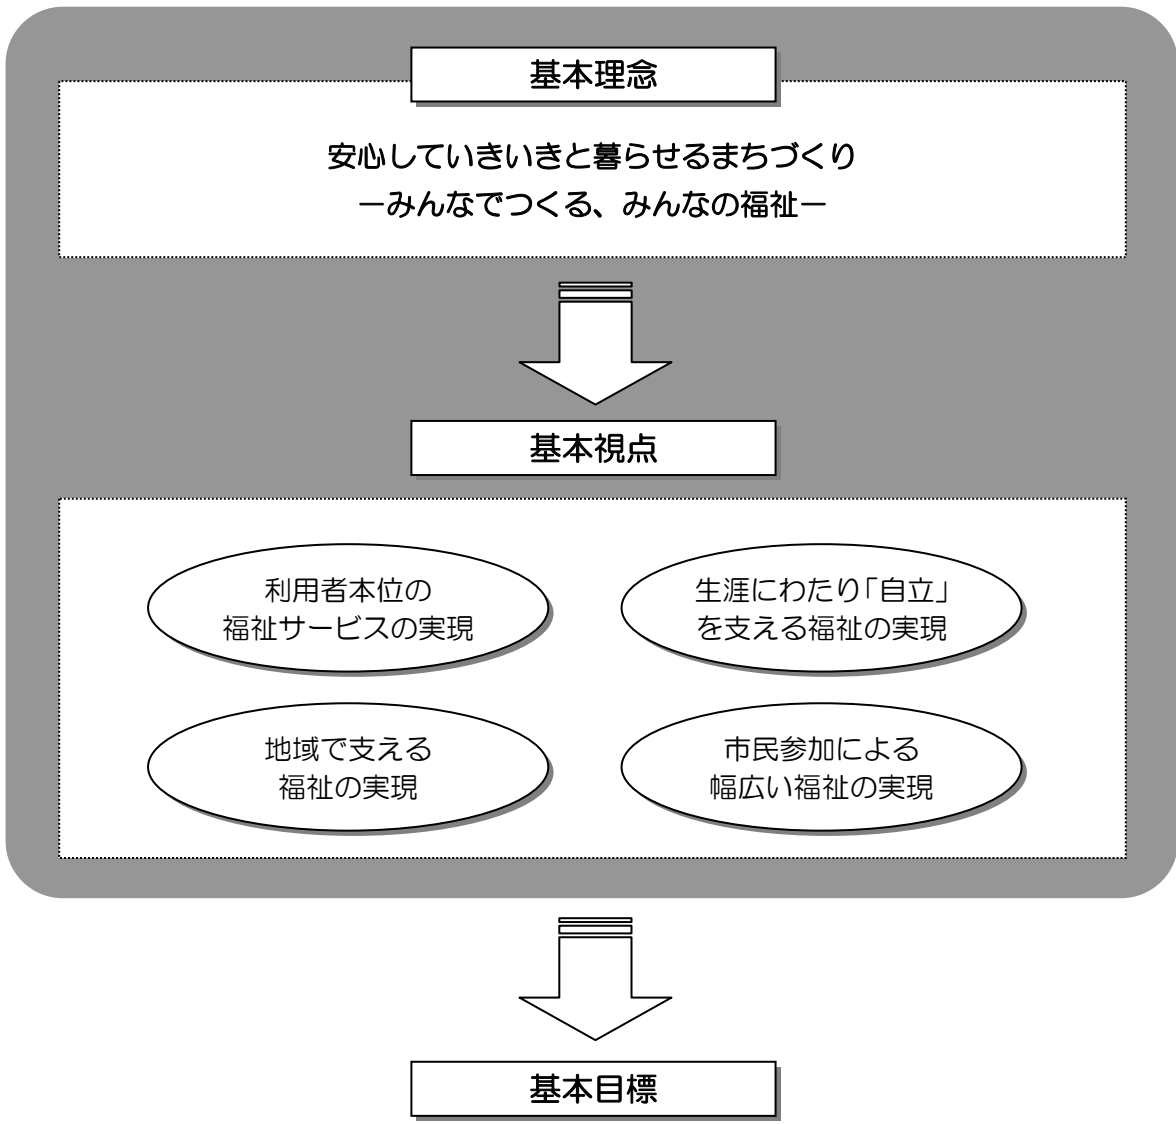 基本理念
安心していきいきと暮らせるまちづくり
－みんなでつくる、みんなの福祉－
基本視点
利用者本位の
福祉サービスの実現
生涯にわたり「自立」
を支える福祉の実現
地域で支える
福祉の実現
市民参加による
幅広い福祉の実現
基本目標